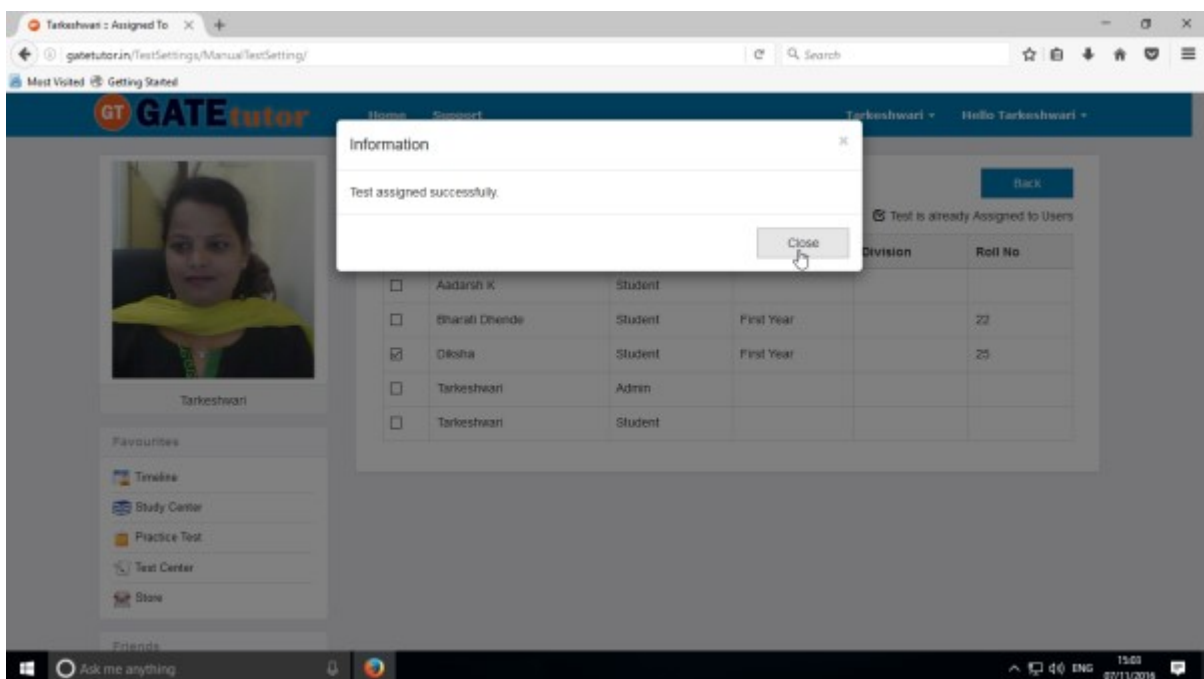 Tarkeshwari :: Assigned To
gatetutor.in/TestSettings/ManualTestSetting/
Search
Most Visited Getting Started
GT GATEtutor Home Support Tarkeshwari Hello Tarkeshwari
Information
Test assigned successfully.
Close
Back
Test is already Assigned to Users
Division Roll No
Aadarsh K Student
Bharati Dhende Student First Year 22
Diksha Student First Year 25
Tarkeshwari Admin
Tarkeshwari Student
Tarkeshwari
Favourites
Timeline
Study Center
Practice Test
Test Center
Store
Friends
Ask me anything
ENG
15:03
07/11/2016